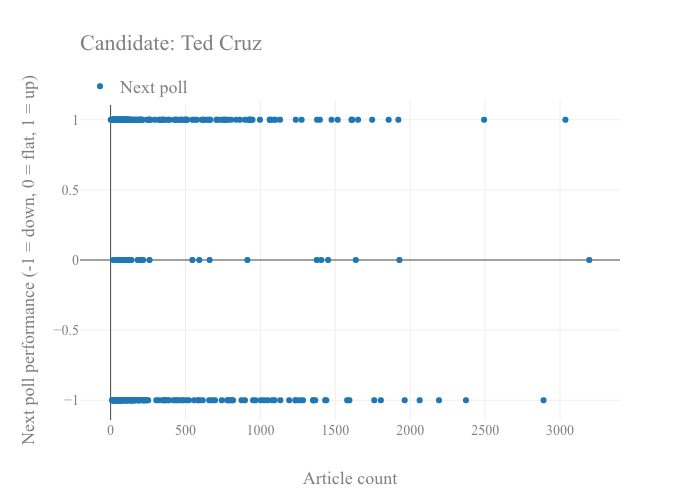 Candidate: Ted Cruz
Next poll
Next poll performance (-1 = down, 0 = flat, 1 = up)
1
0.5
0
−0.5
−1
0 500 1000 1500 2000 2500 3000
Article count